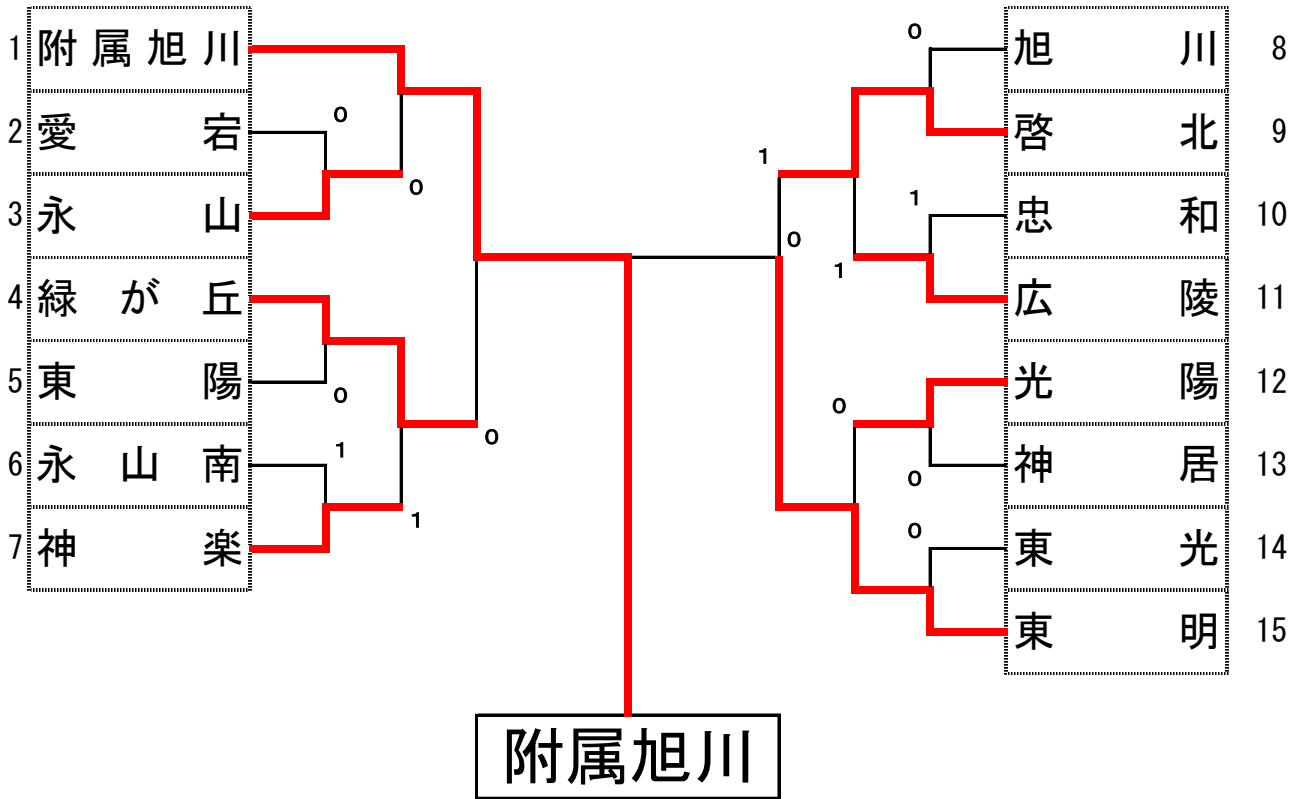 1 附属旭川
2 愛宕
3 永山
4 緑が丘
5 東陽
6 永山南
7 神楽
0
0
0
1
1
0
0
1
1
1
0
0
0
0
旭川 8
啓北 9
忠和 10
広陵 11
光陽 12
神居 13
東光 14
東明 15
附属旭川